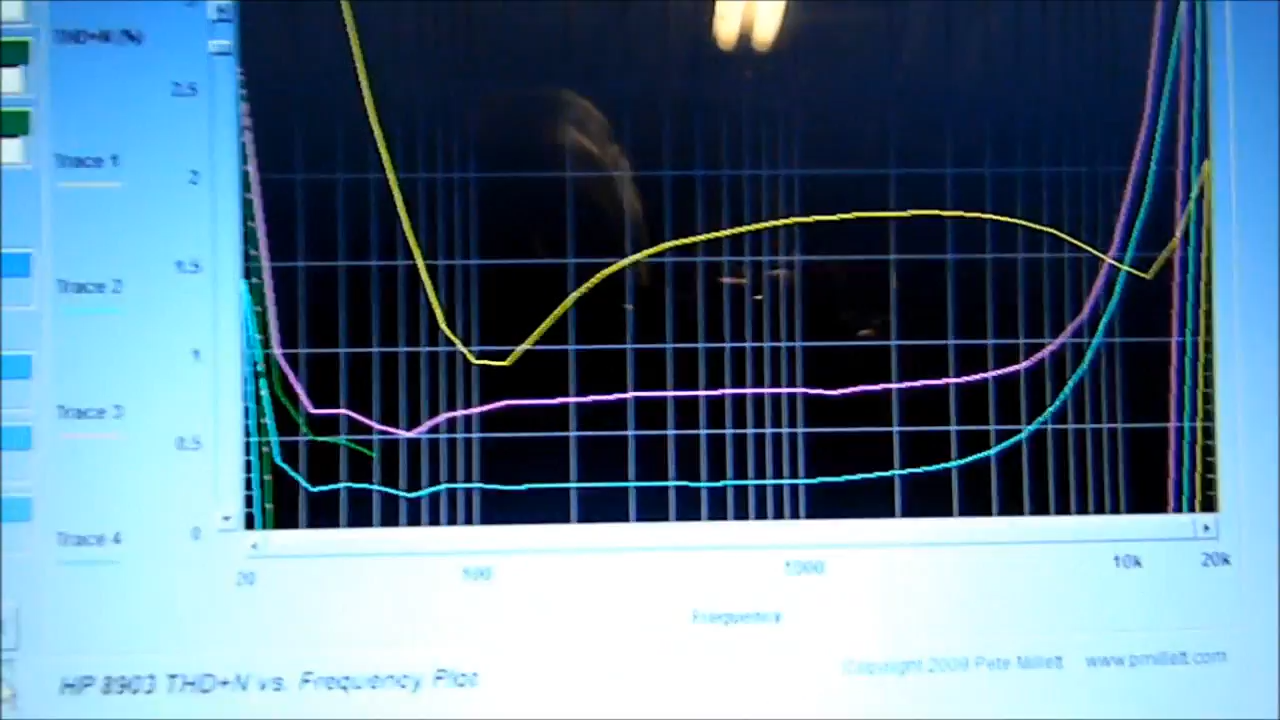 THD+N (%)
2.5
Trace 1
2
1.5
Trace 2
1
Trace 3
0.5
Trace 4
0
20
100
1000
10k
20k
Frequency
HP 8903 THD+N vs. Frequency Plot
Copyright 2009 Pete Millett www.pmillett.com